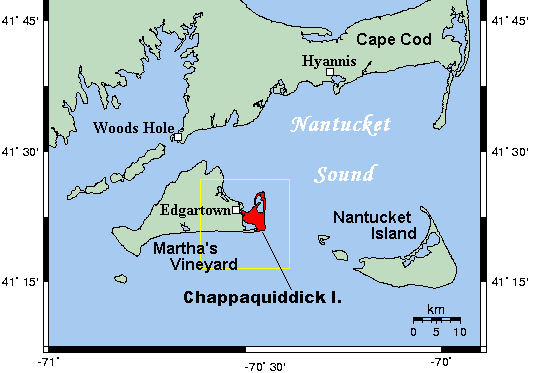 41° 45'
41° 45'
Cape Cod
Hyannis
Woods Hole
Nantucket
41° 30'
41° 30'
Sound
Edgartown
Nantucket
Island
Martha's
Vineyard
41° 15'
41° 15'
Chappaquiddick I.
km
0 5 10
-71°
-70° 30'
-70°